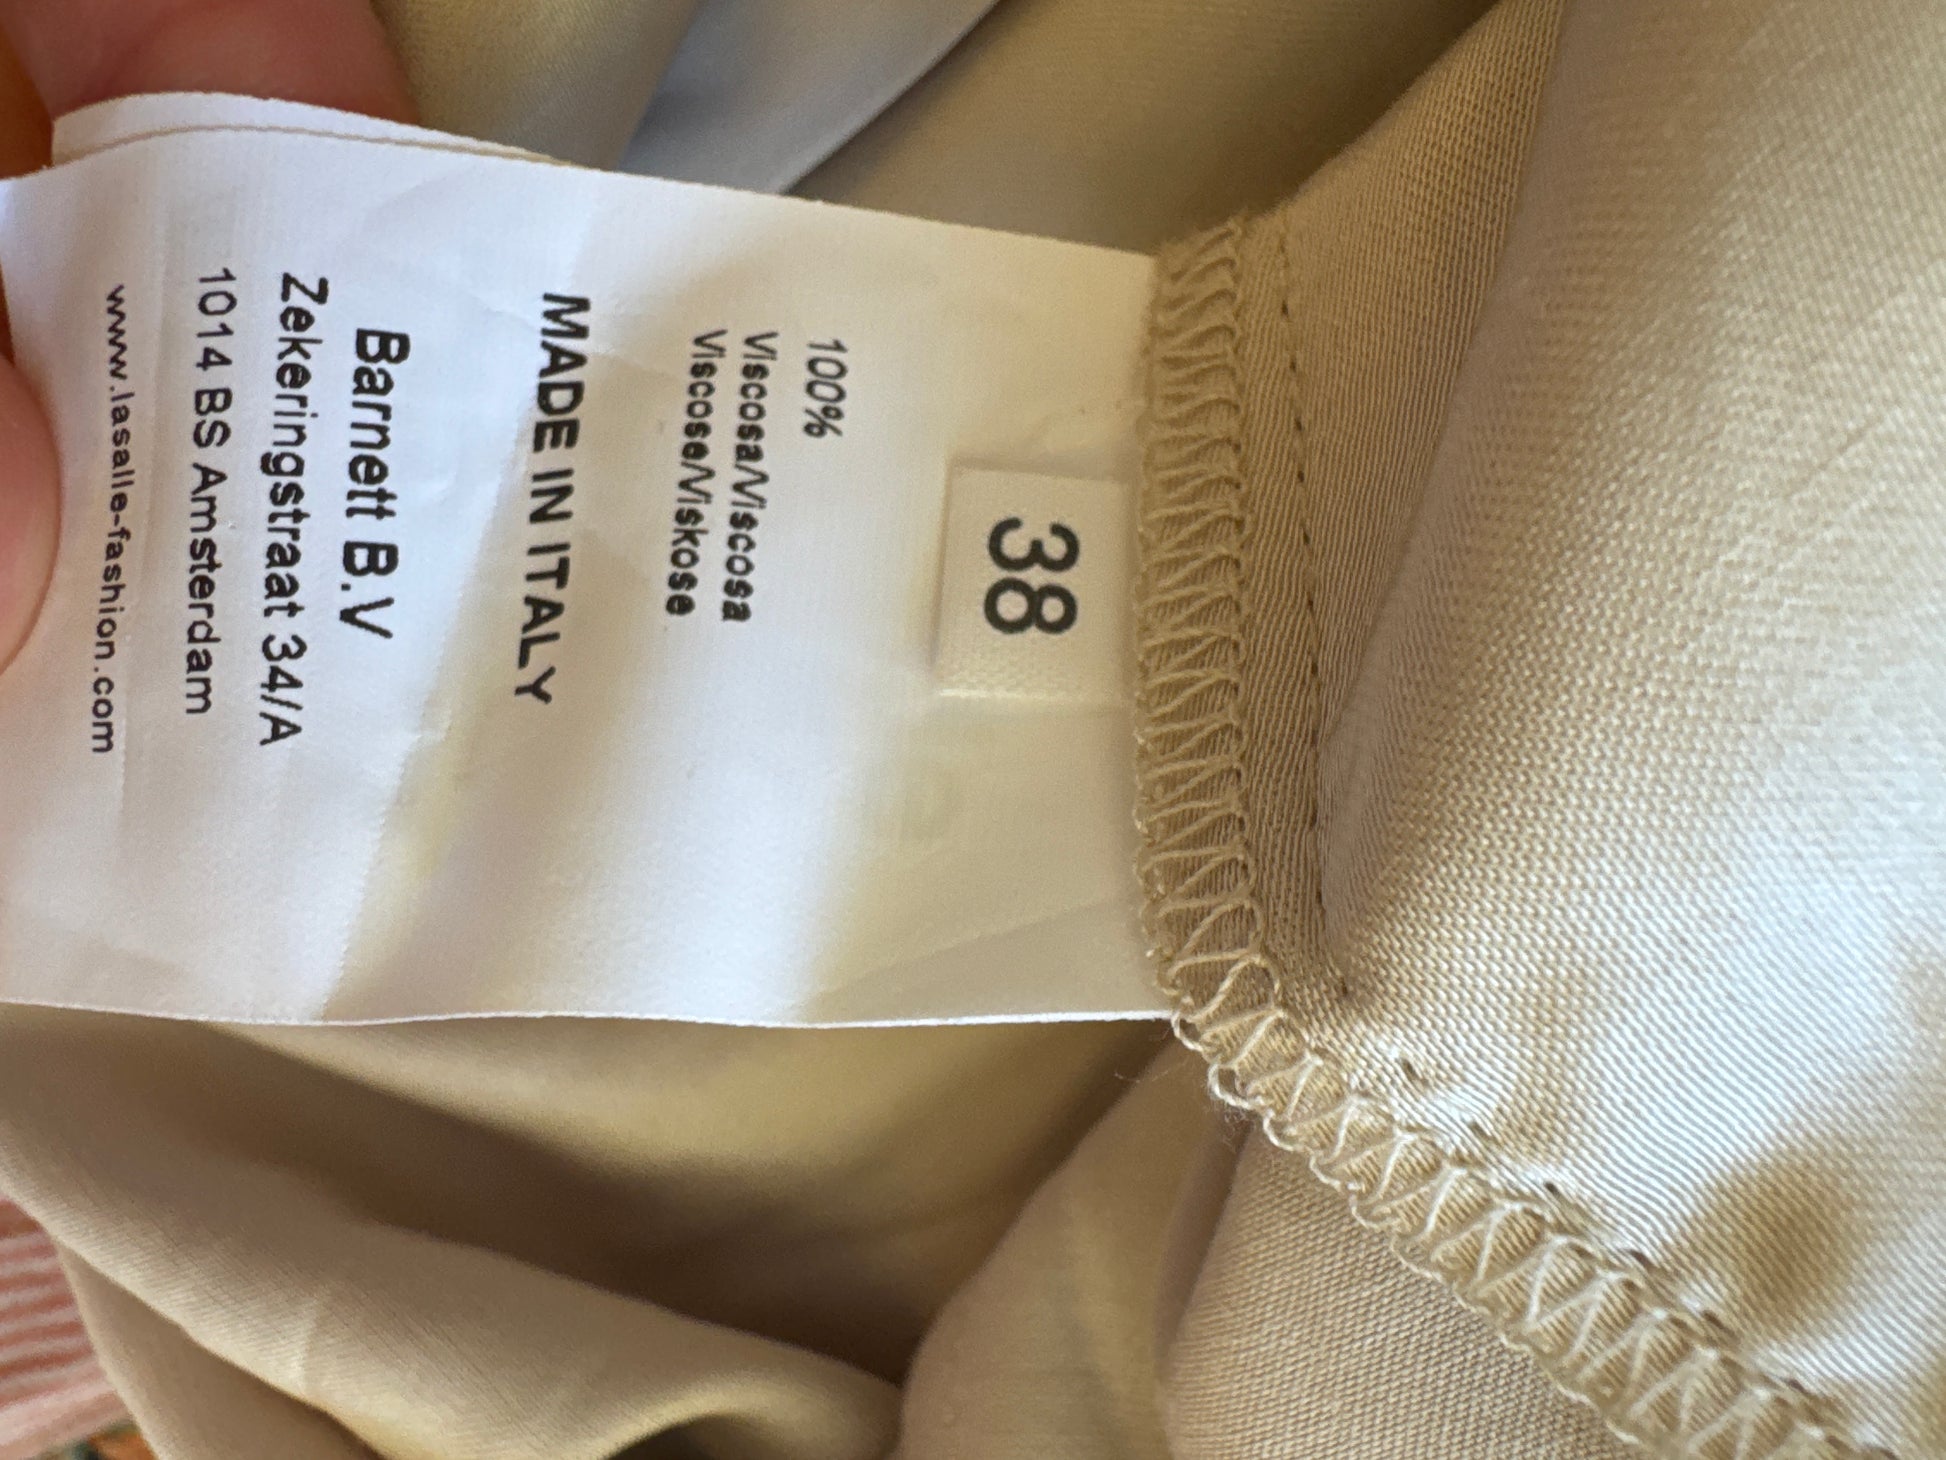 38
100%
Viscosa/Viscosa
Viscose/Viskose
MADE IN ITALY
Barnett B.V
Zekeringstraat 34/A
1014 BS Amsterdam
www.lasalle-fashion.com